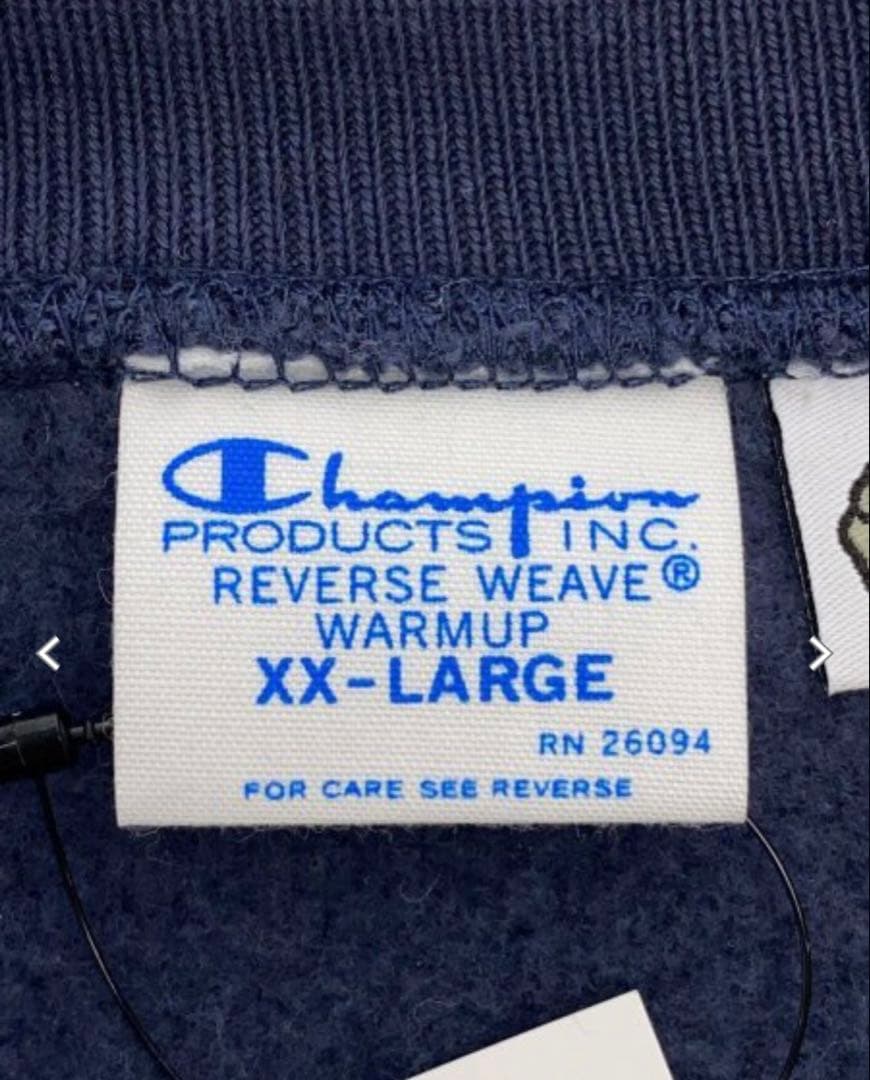 Champion
PRODUCTS INC.
REVERSE WEAVE®
WARMUP
XX-LARGE
RN 26094
FOR CARE SEE REVERSE